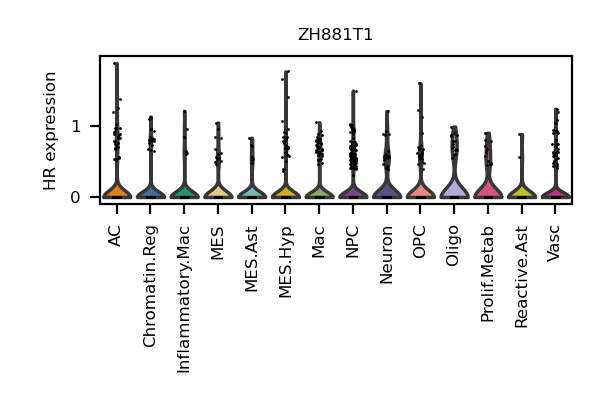 ZH881T1
HR expression
1
0
AC
Chromatin.Reg
Inflammatory.Mac
MES
MES.Ast
MES.Hyp
Mac
NPC
Neuron
OPC
Oligo
Prolif.Metab
Reactive.Ast
Vasc